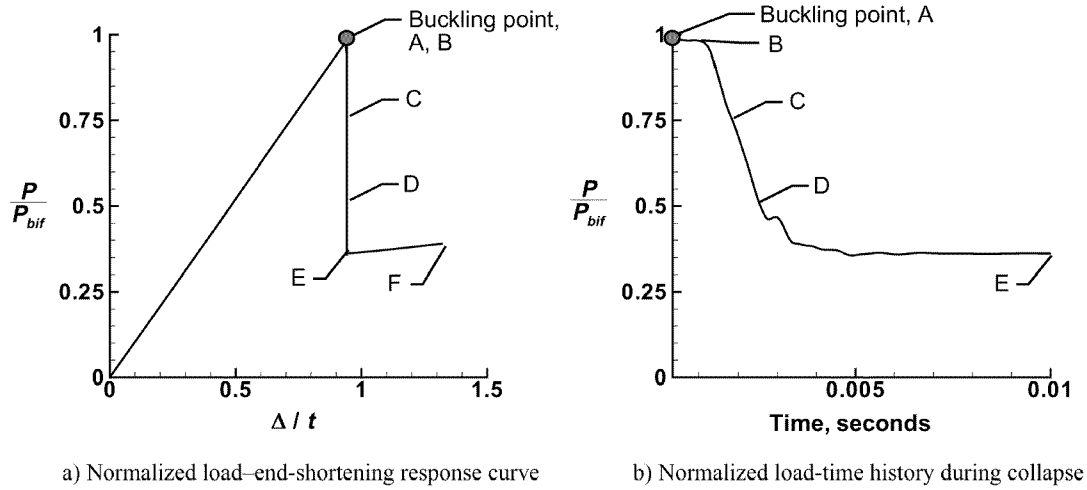 Buckling point,
A, B
1
C
0.75
D
P
P_bif
0.5
E
F
0.25
0
0
0.5
1
1.5
Δ / t
a) Normalized load–end-shortening response curve
Buckling point, A
1
B
C
0.75
D
P
P_bif
0.5
E
0.25
0
0.005
0.01
Time, seconds
b) Normalized load-time history during collapse